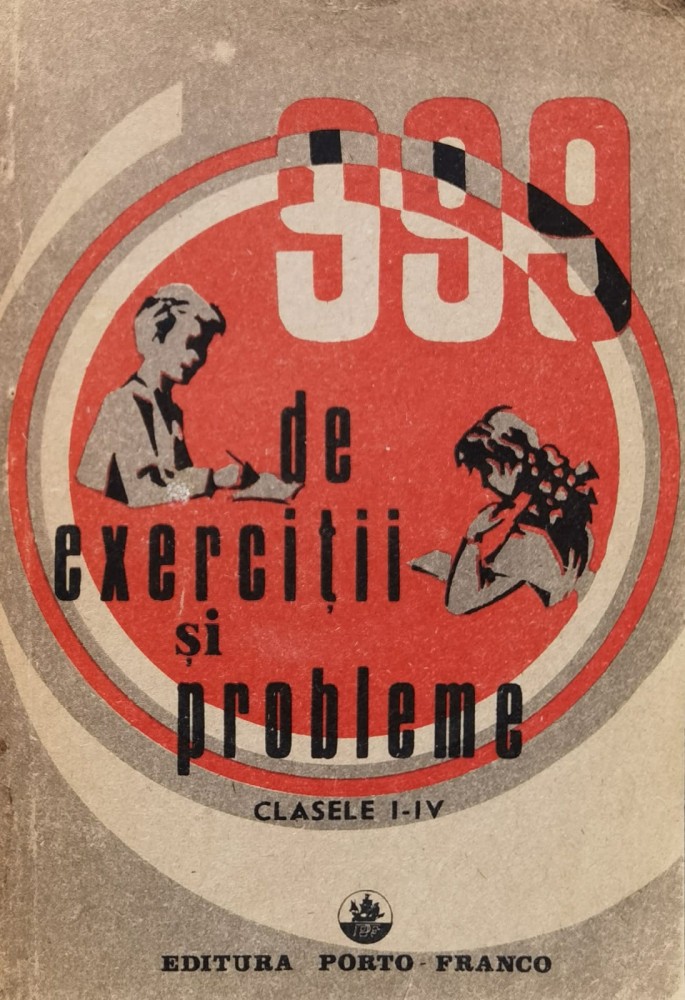 999
de
exerciții
și
probleme
CLASELE I-IV
EDITURA PORTO-FRANCO